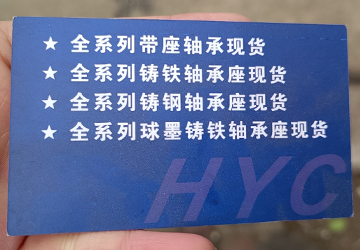 ★ 全系列带座轴承现货
★ 全系列铸铁轴承座现货
★ 全系列铸钢轴承座现货
★ 全系列球墨铸铁轴承座现货
HYC